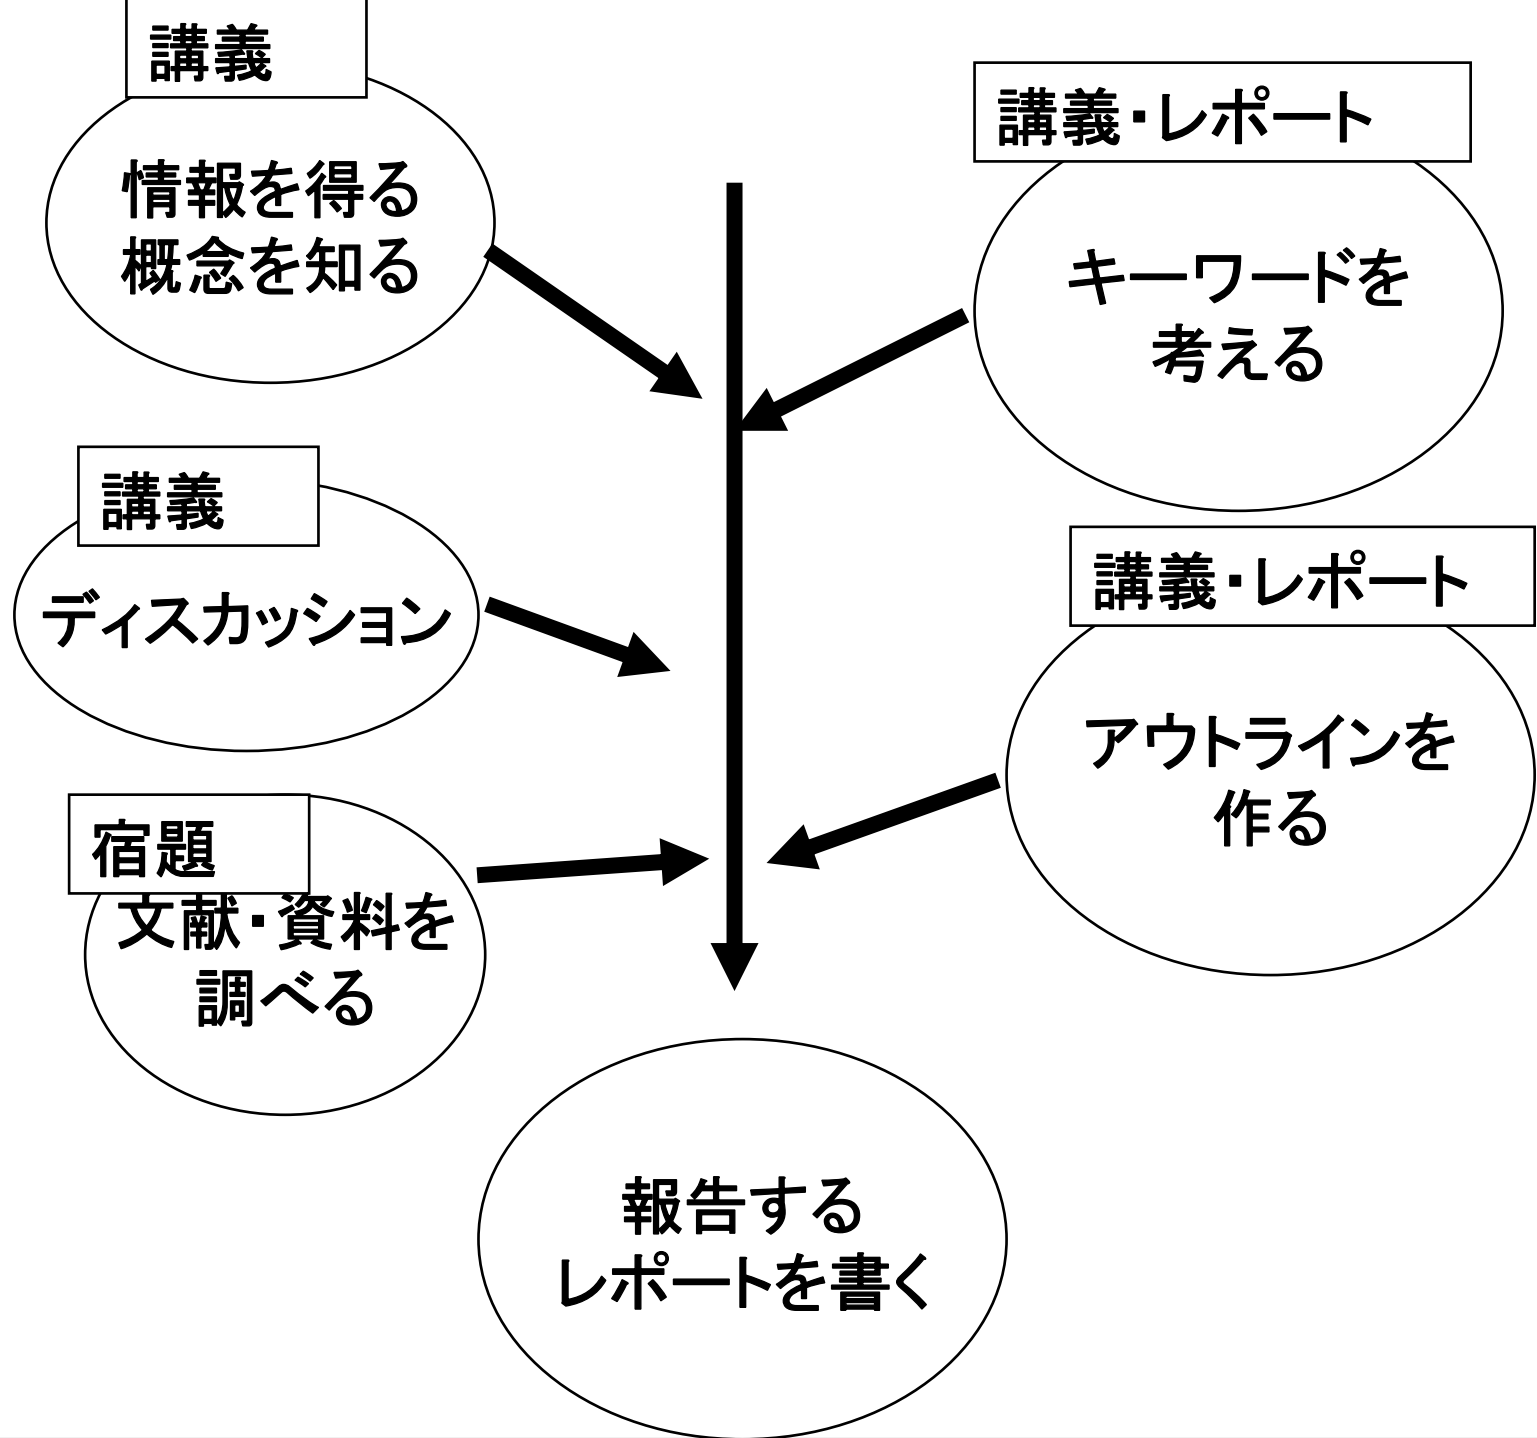 講義
情報を得る
概念を知る
講義・レポート
キーワードを
考える
講義
ディスカッション
講義・レポート
アウトラインを
作る
宿題
文献・資料を
調べる
報告する
レポートを書く